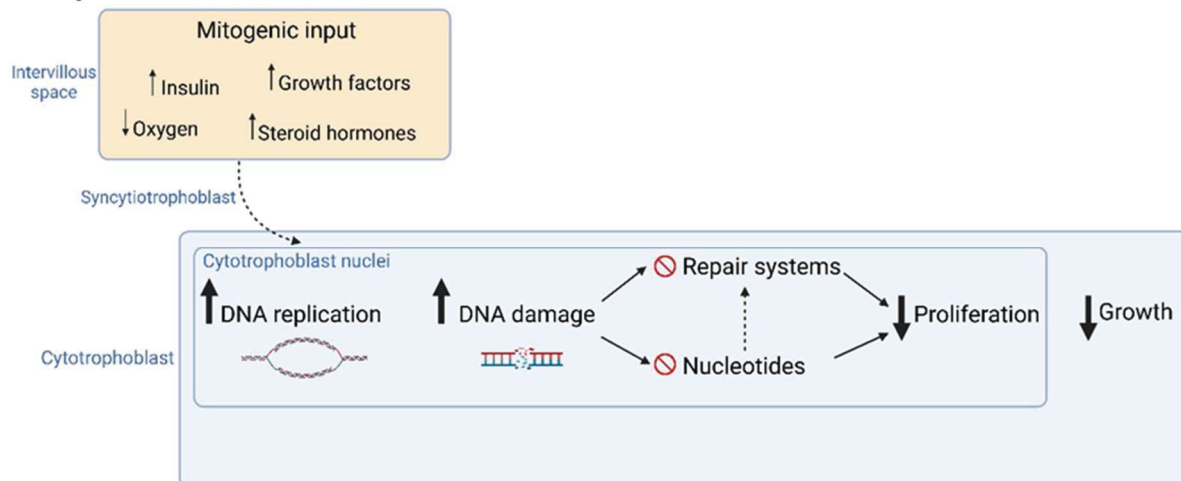 Mitogenic input
Intervillous
space
↑ Insulin
↑ Growth factors
↓ Oxygen
↑ Steroid hormones
Syncytiotrophoblast
Cytotrophoblast nuclei
Repair systems
↑ DNA replication
↑ DNA damage
↓ Proliferation
↓ Growth
Cytotrophoblast
Nucleotides